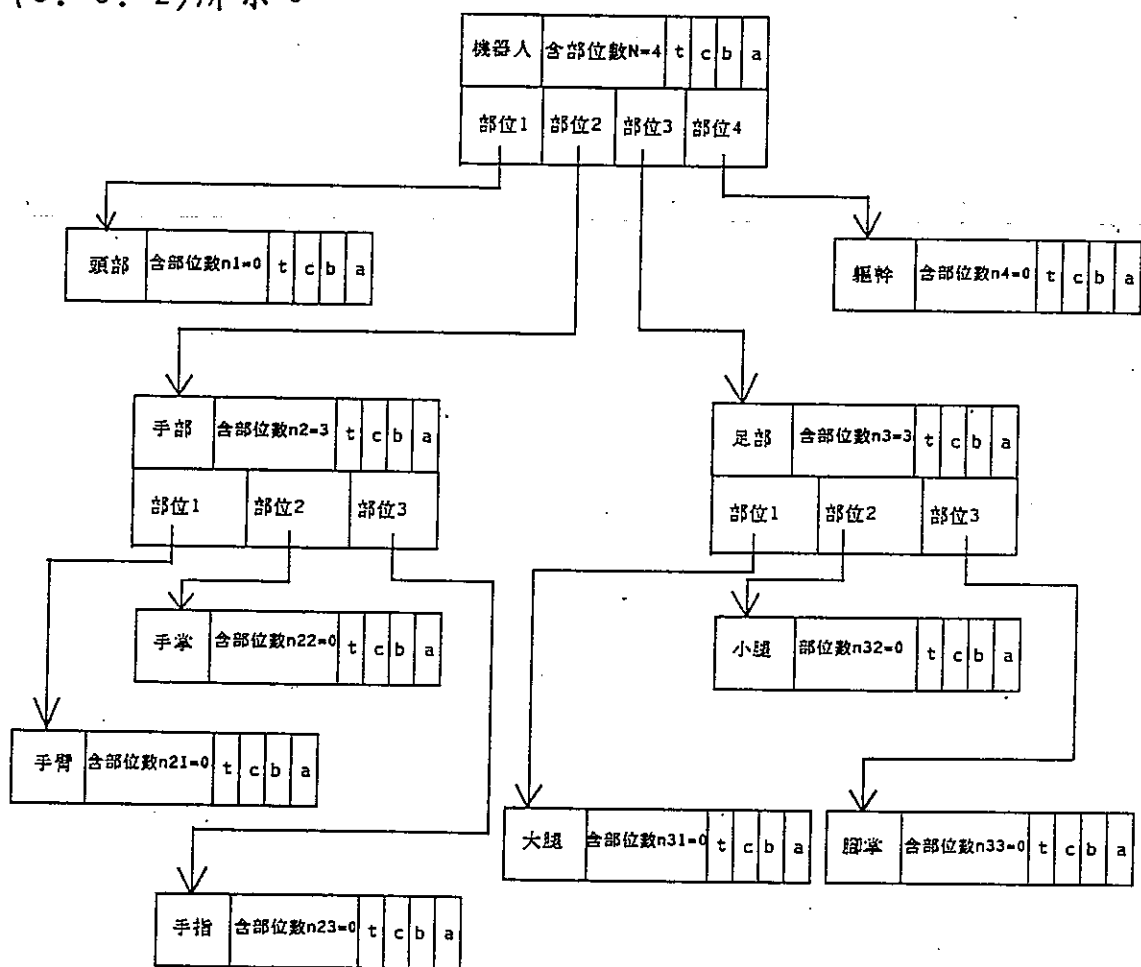 (3. 3. 2)所示。
機器人 含部位數N=4 t c b a
部位1 部位2 部位3 部位4
頭部 含部位數n1=0 t c b a
軀幹 含部位數n4=0 t c b a
手部 含部位數n2=3 t c b a
部位1 部位2 部位3
足部 含部位數n3=3 t c b a
部位1 部位2 部位3
手掌 含部位數n22=0 t c b a
小腿 部位數n32=0 t c b a
手臂 含部位數n2I=0 t c b a
大腿 含部位數n31=0 t c b a
腳掌 含部位數n33=0 t c b a
手指 含部位數n23=0 t c b a